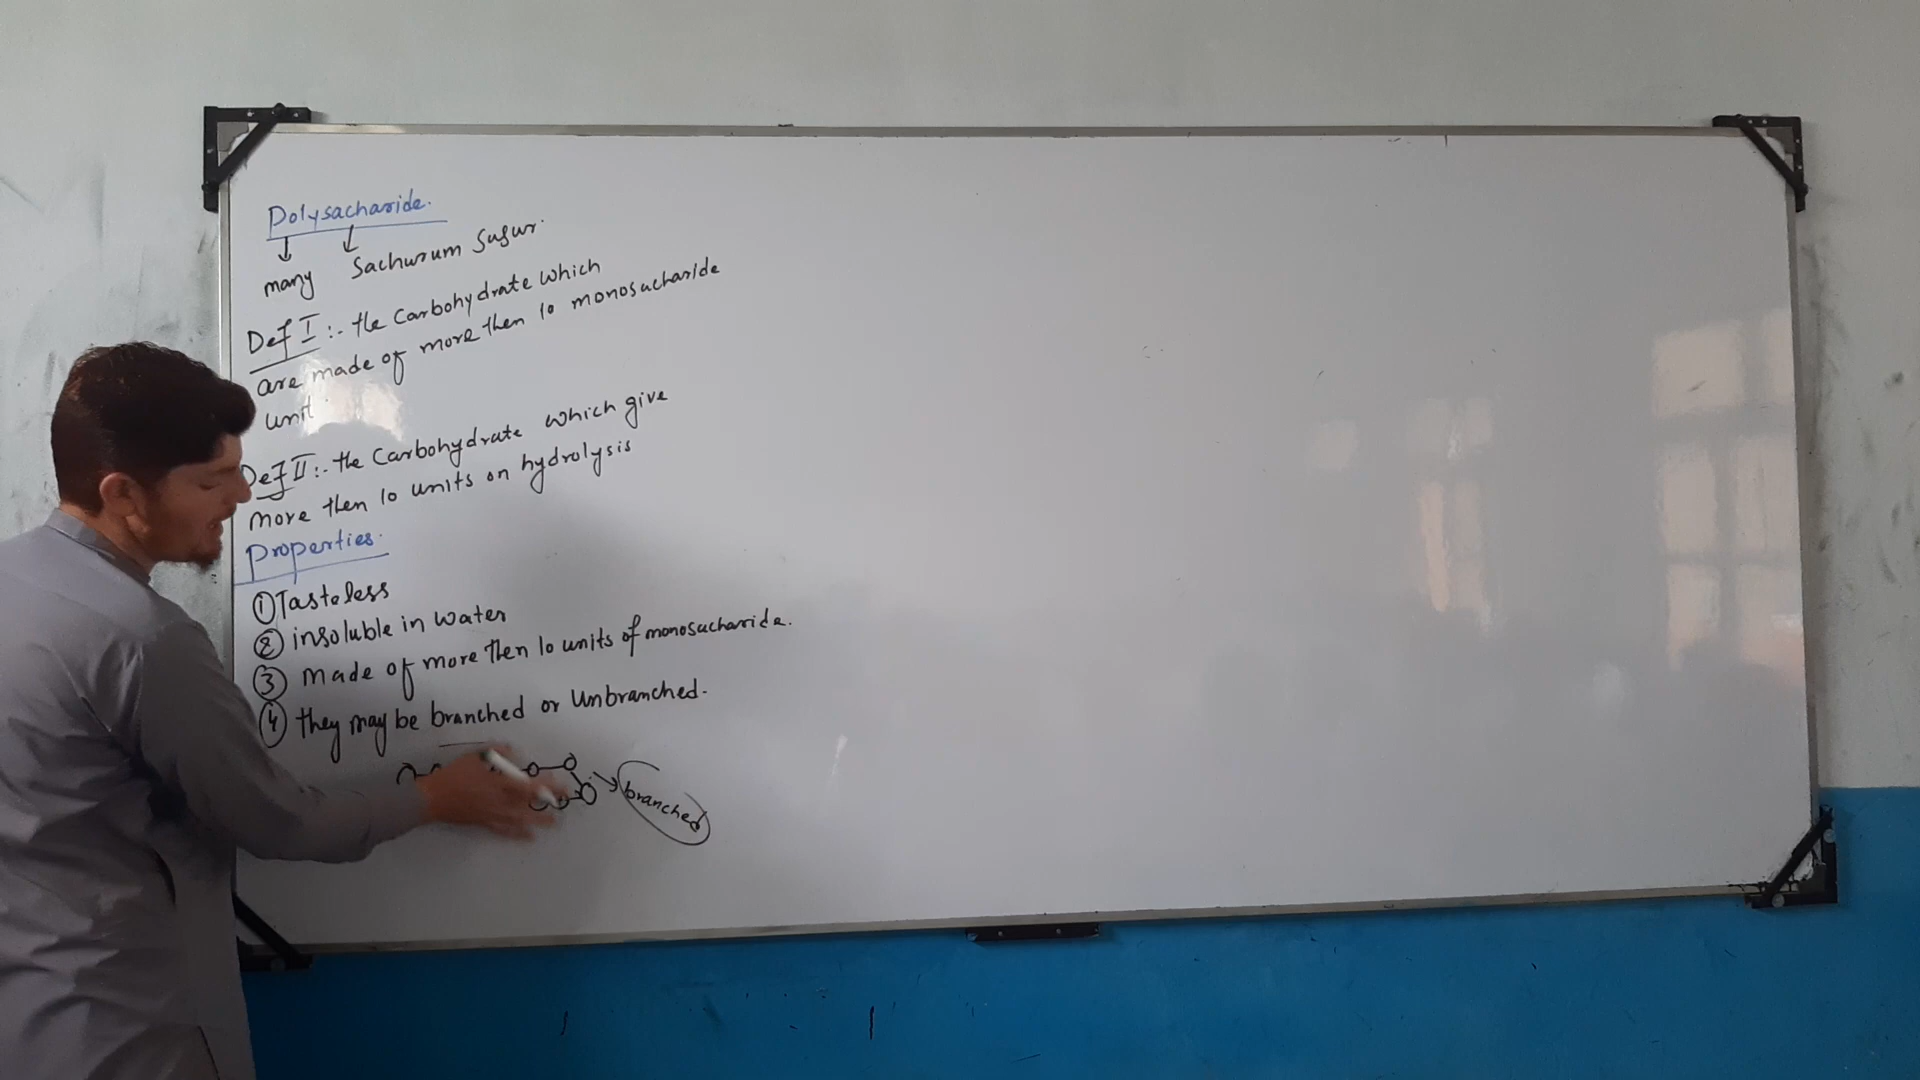 Polysacharide.
many Sachurum Sugur.
Def I :- the Carbohydrate which
are made of more then 10 monosacharide
unit.
Def II :- the Carbohydrate which give
more then 10 units on hydrolysis
Properties.
① Tasteless
② insoluble in water
③ made of more then 10 units of monosacharide.
④ they may be branched or Unbranched.
branched